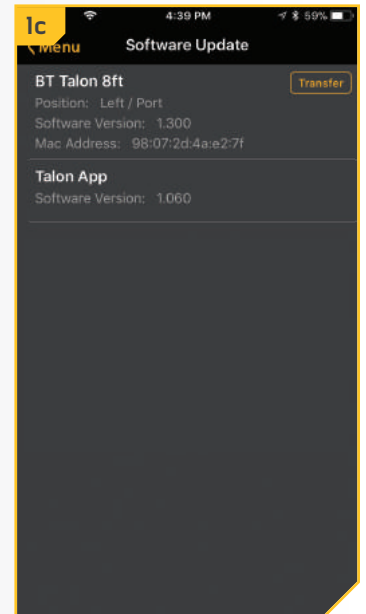 1c
4:39 PM
59%
Menu
Software Update
BT Talon 8ft
Transfer
Position: Left / Port
Software Version: 1.300
Mac Address: 98:07:2d:4a:e2:7f
Talon App
Software Version: 1.060